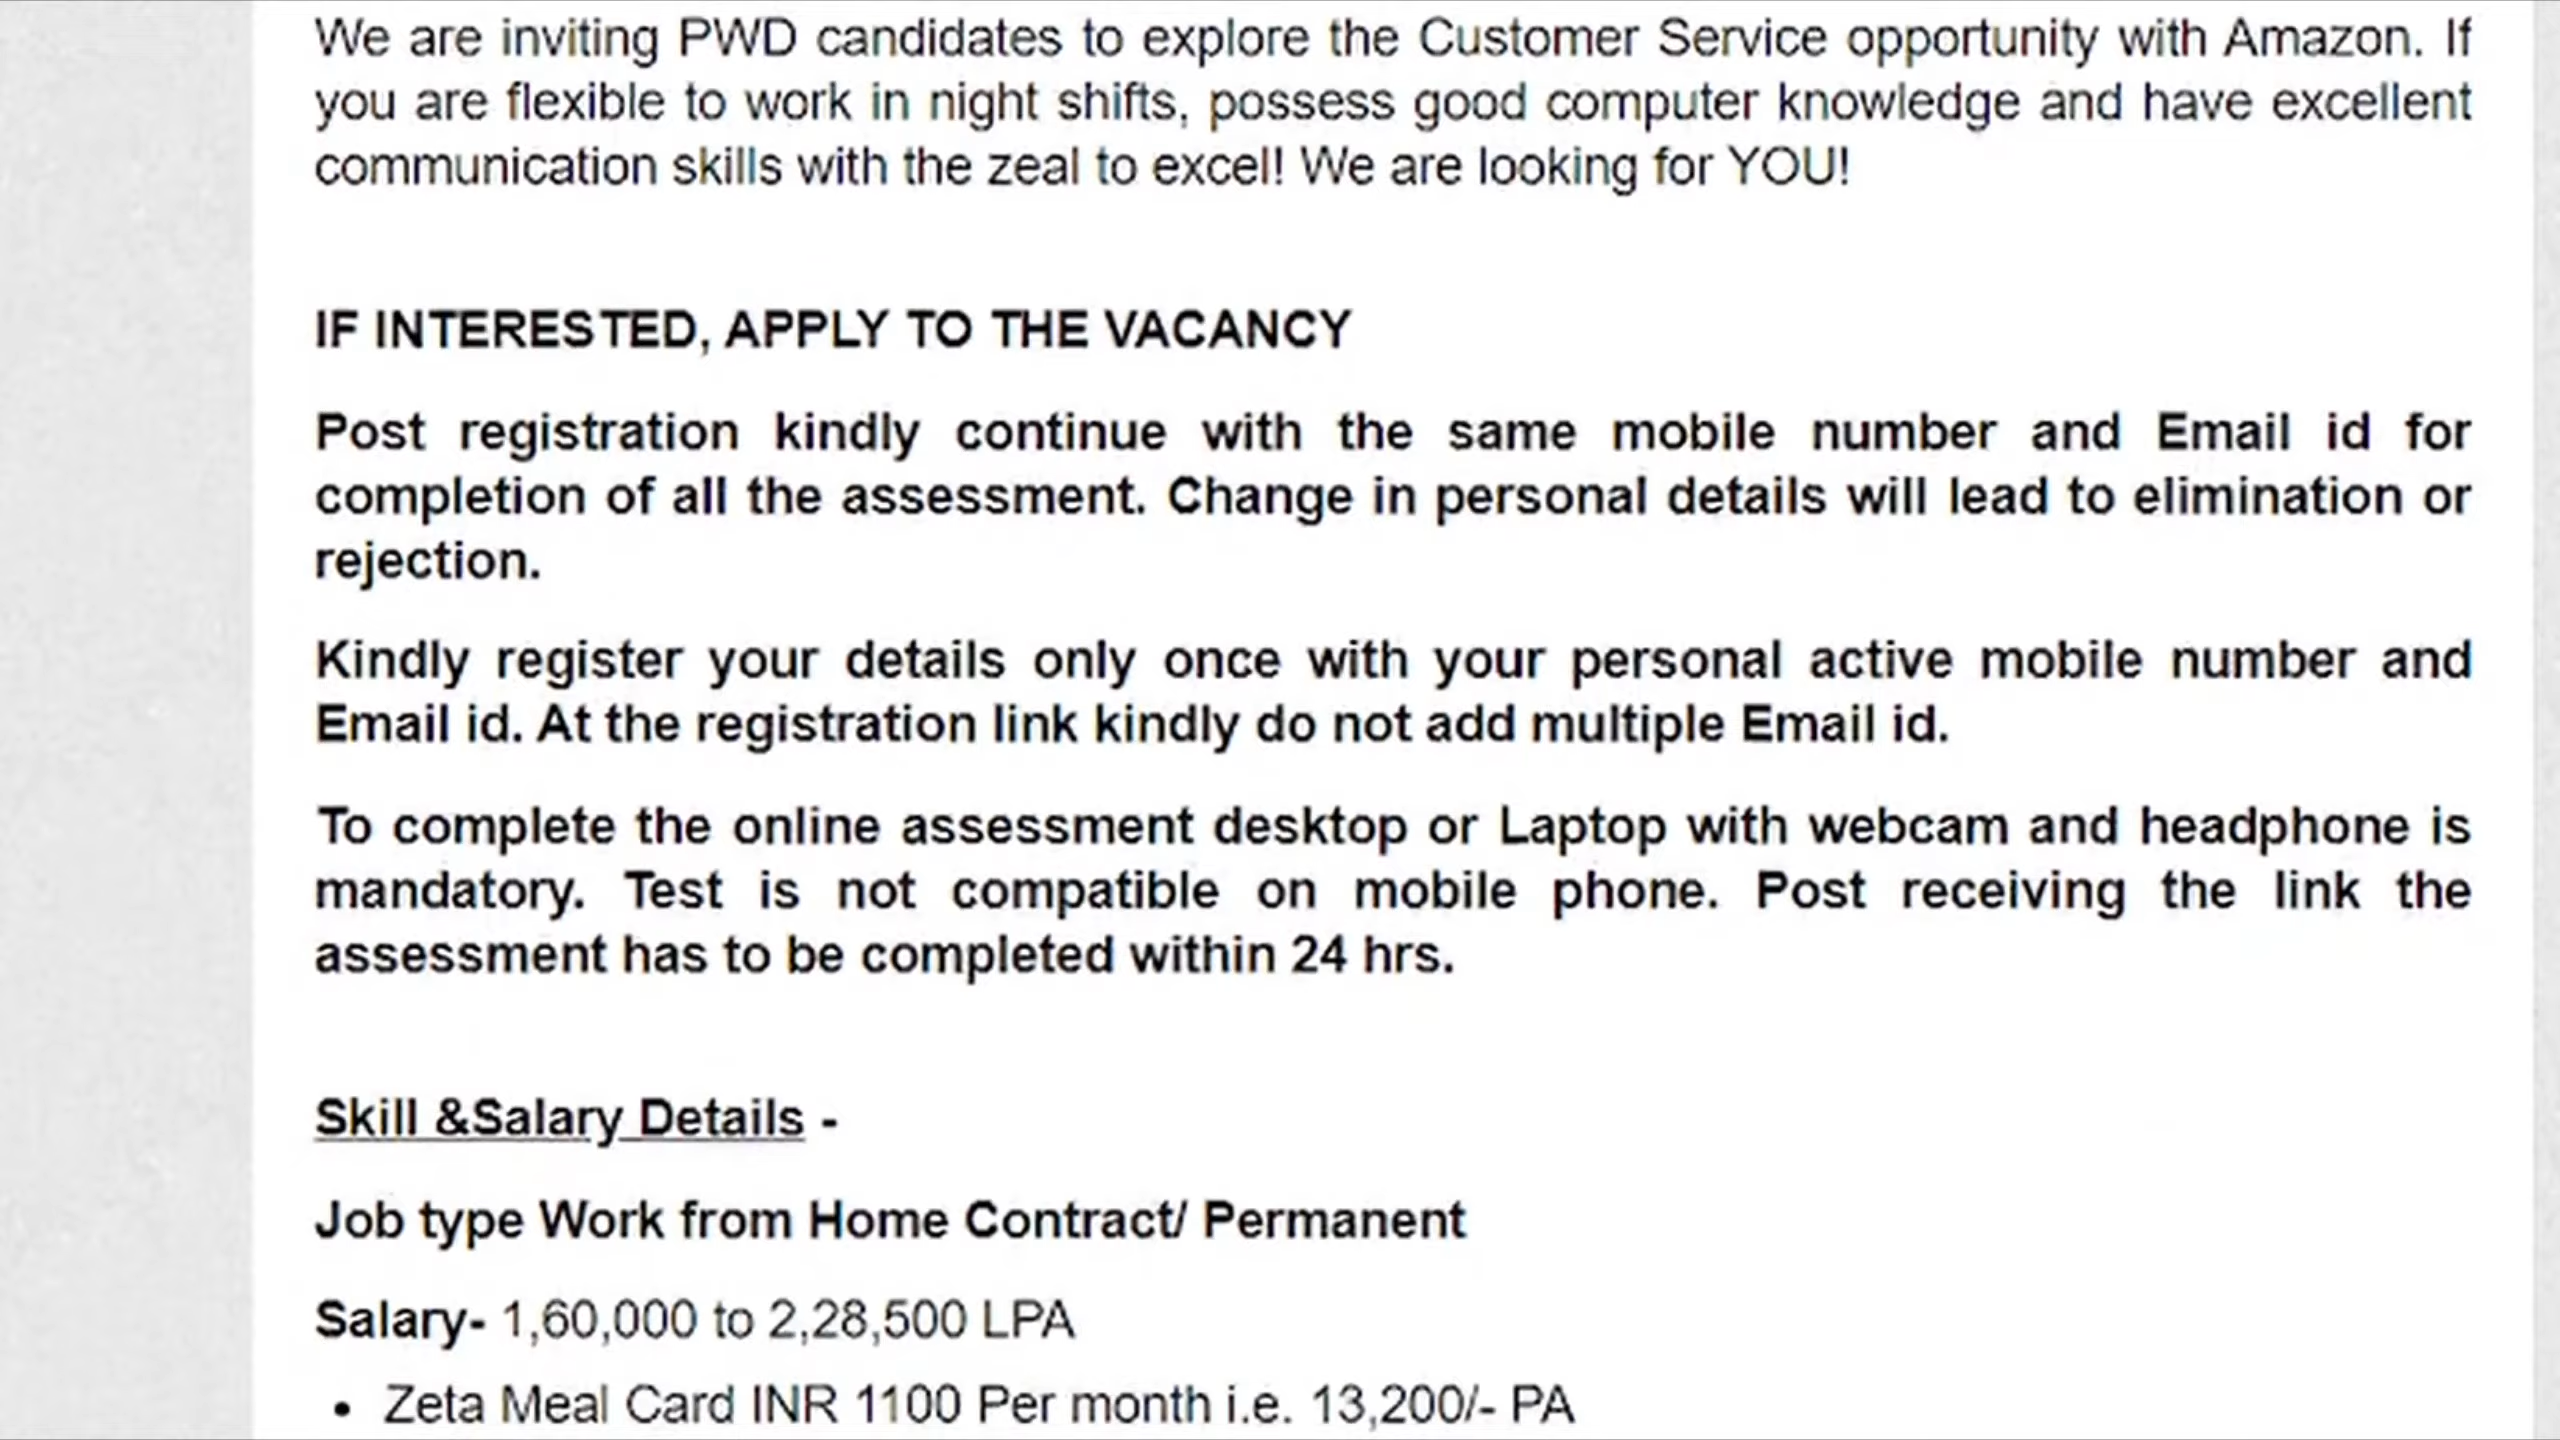 We are inviting PWD candidates to explore the Customer Service opportunity with Amazon. If
you are flexible to work in night shifts, possess good computer knowledge and have excellent
communication skills with the zeal to excel! We are looking for YOU!
IF INTERESTED, APPLY TO THE VACANCY
Post registration kindly continue with the same mobile number and Email id for
completion of all the assessment. Change in personal details will lead to elimination or
rejection.
Kindly register your details only once with your personal active mobile number and
Email id. At the registration link kindly do not add multiple Email id.
To complete the online assessment desktop or Laptop with webcam and headphone is
mandatory. Test is not compatible on mobile phone. Post receiving the link the
assessment has to be completed within 24 hrs.
Skill &Salary Details -
Job type Work from Home Contract/ Permanent
Salary- 1,60,000 to 2,28,500 LPA
• Zeta Meal Card INR 1100 Per month i.e. 13,200/- PA